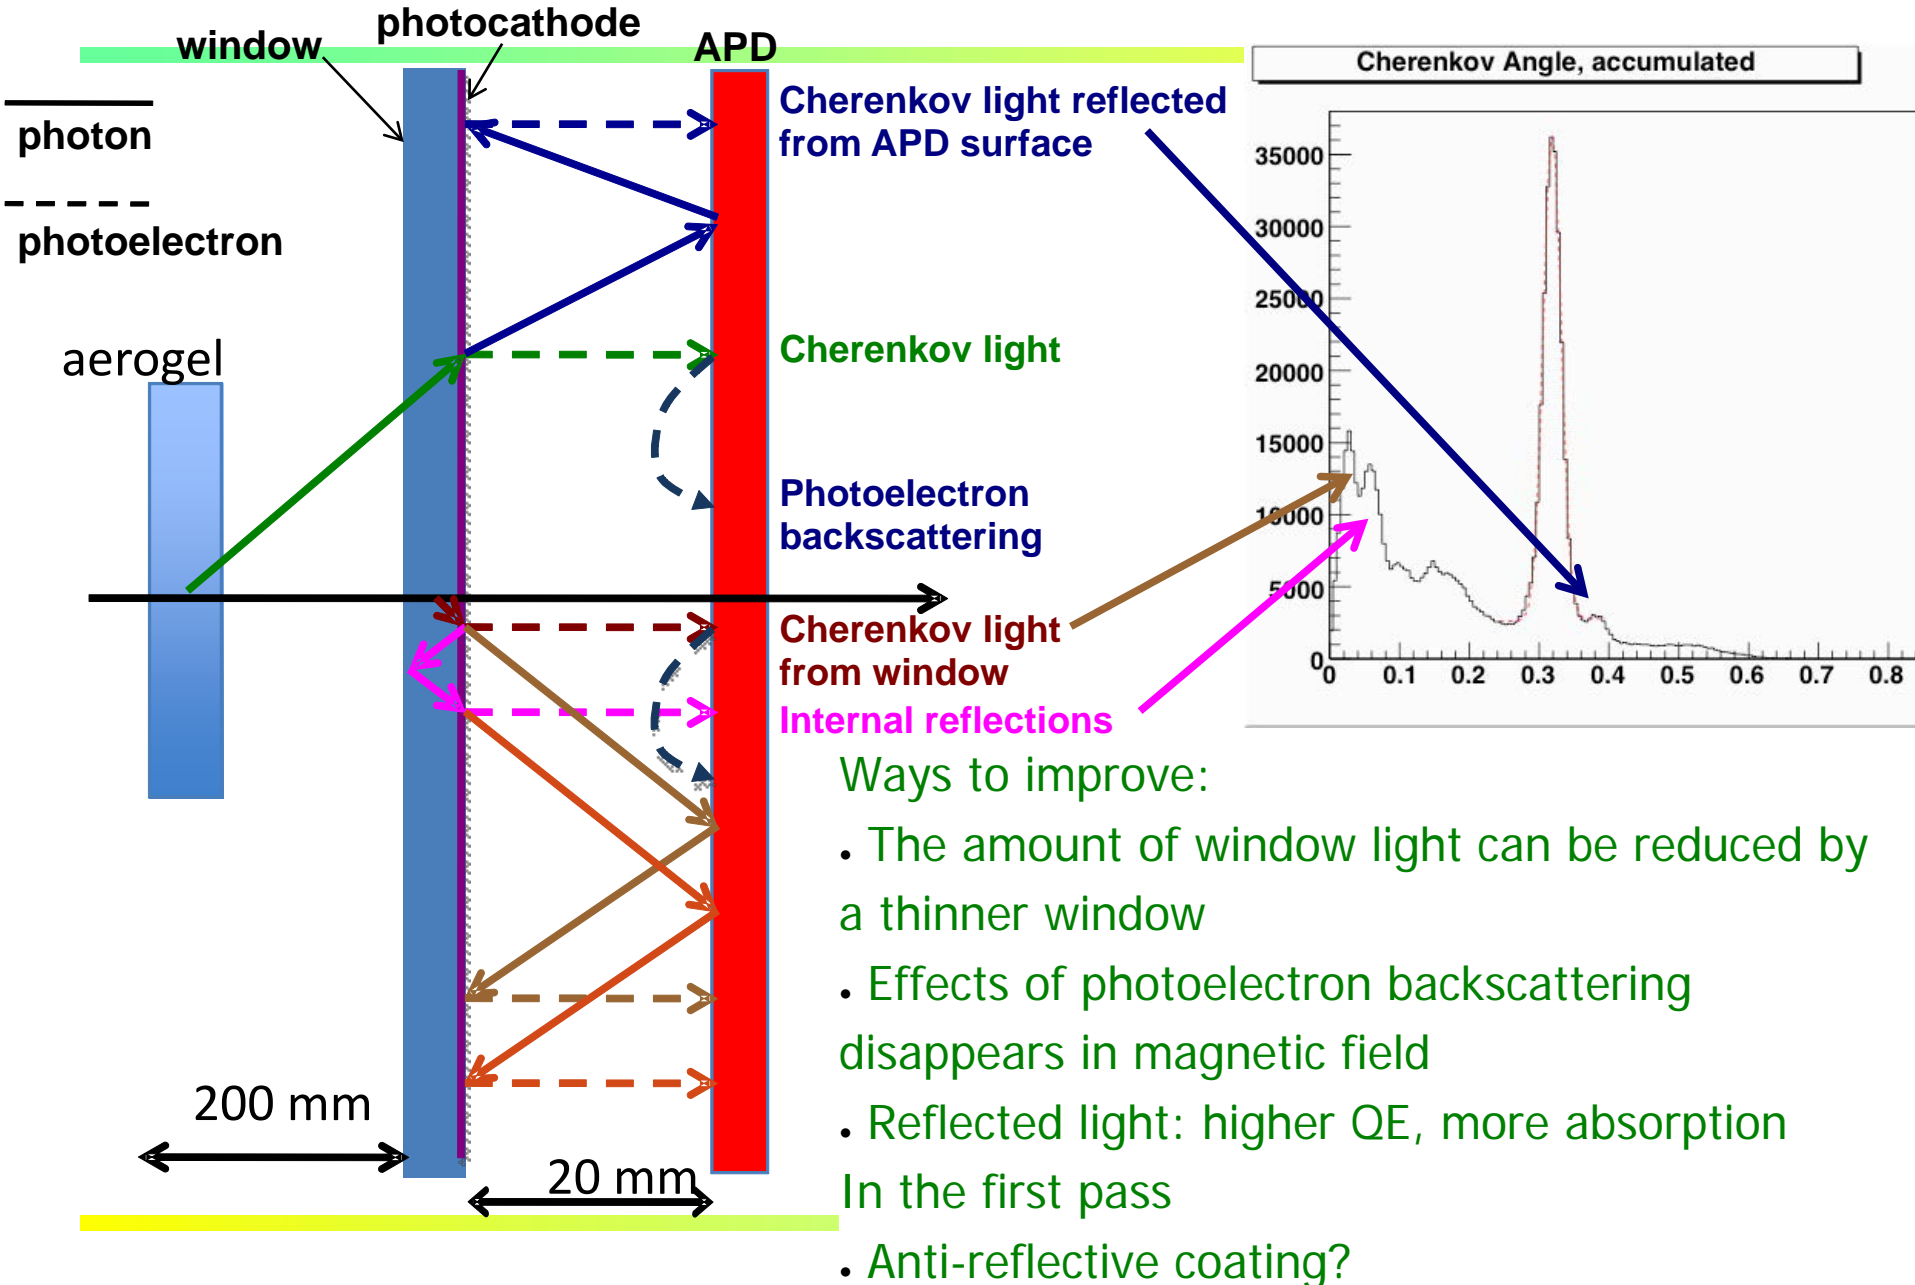 photocathode
window
APD
photon
photoelectron
aerogel
Cherenkov light reflected
from APD surface
Cherenkov light
Photoelectron
backscattering
Cherenkov light
from window
Internal reflections
200 mm
20 mm
Cherenkov Angle, accumulated
35000
30000
25000
20000
15000
10000
5000
0
0 0.1 0.2 0.3 0.4 0.5 0.6 0.7 0.8
Ways to improve:
• The amount of window light can be reduced by
a thinner window
• Effects of photoelectron backscattering
disappears in magnetic field
• Reflected light: higher QE, more absorption
In the first pass
• Anti-reflective coating?